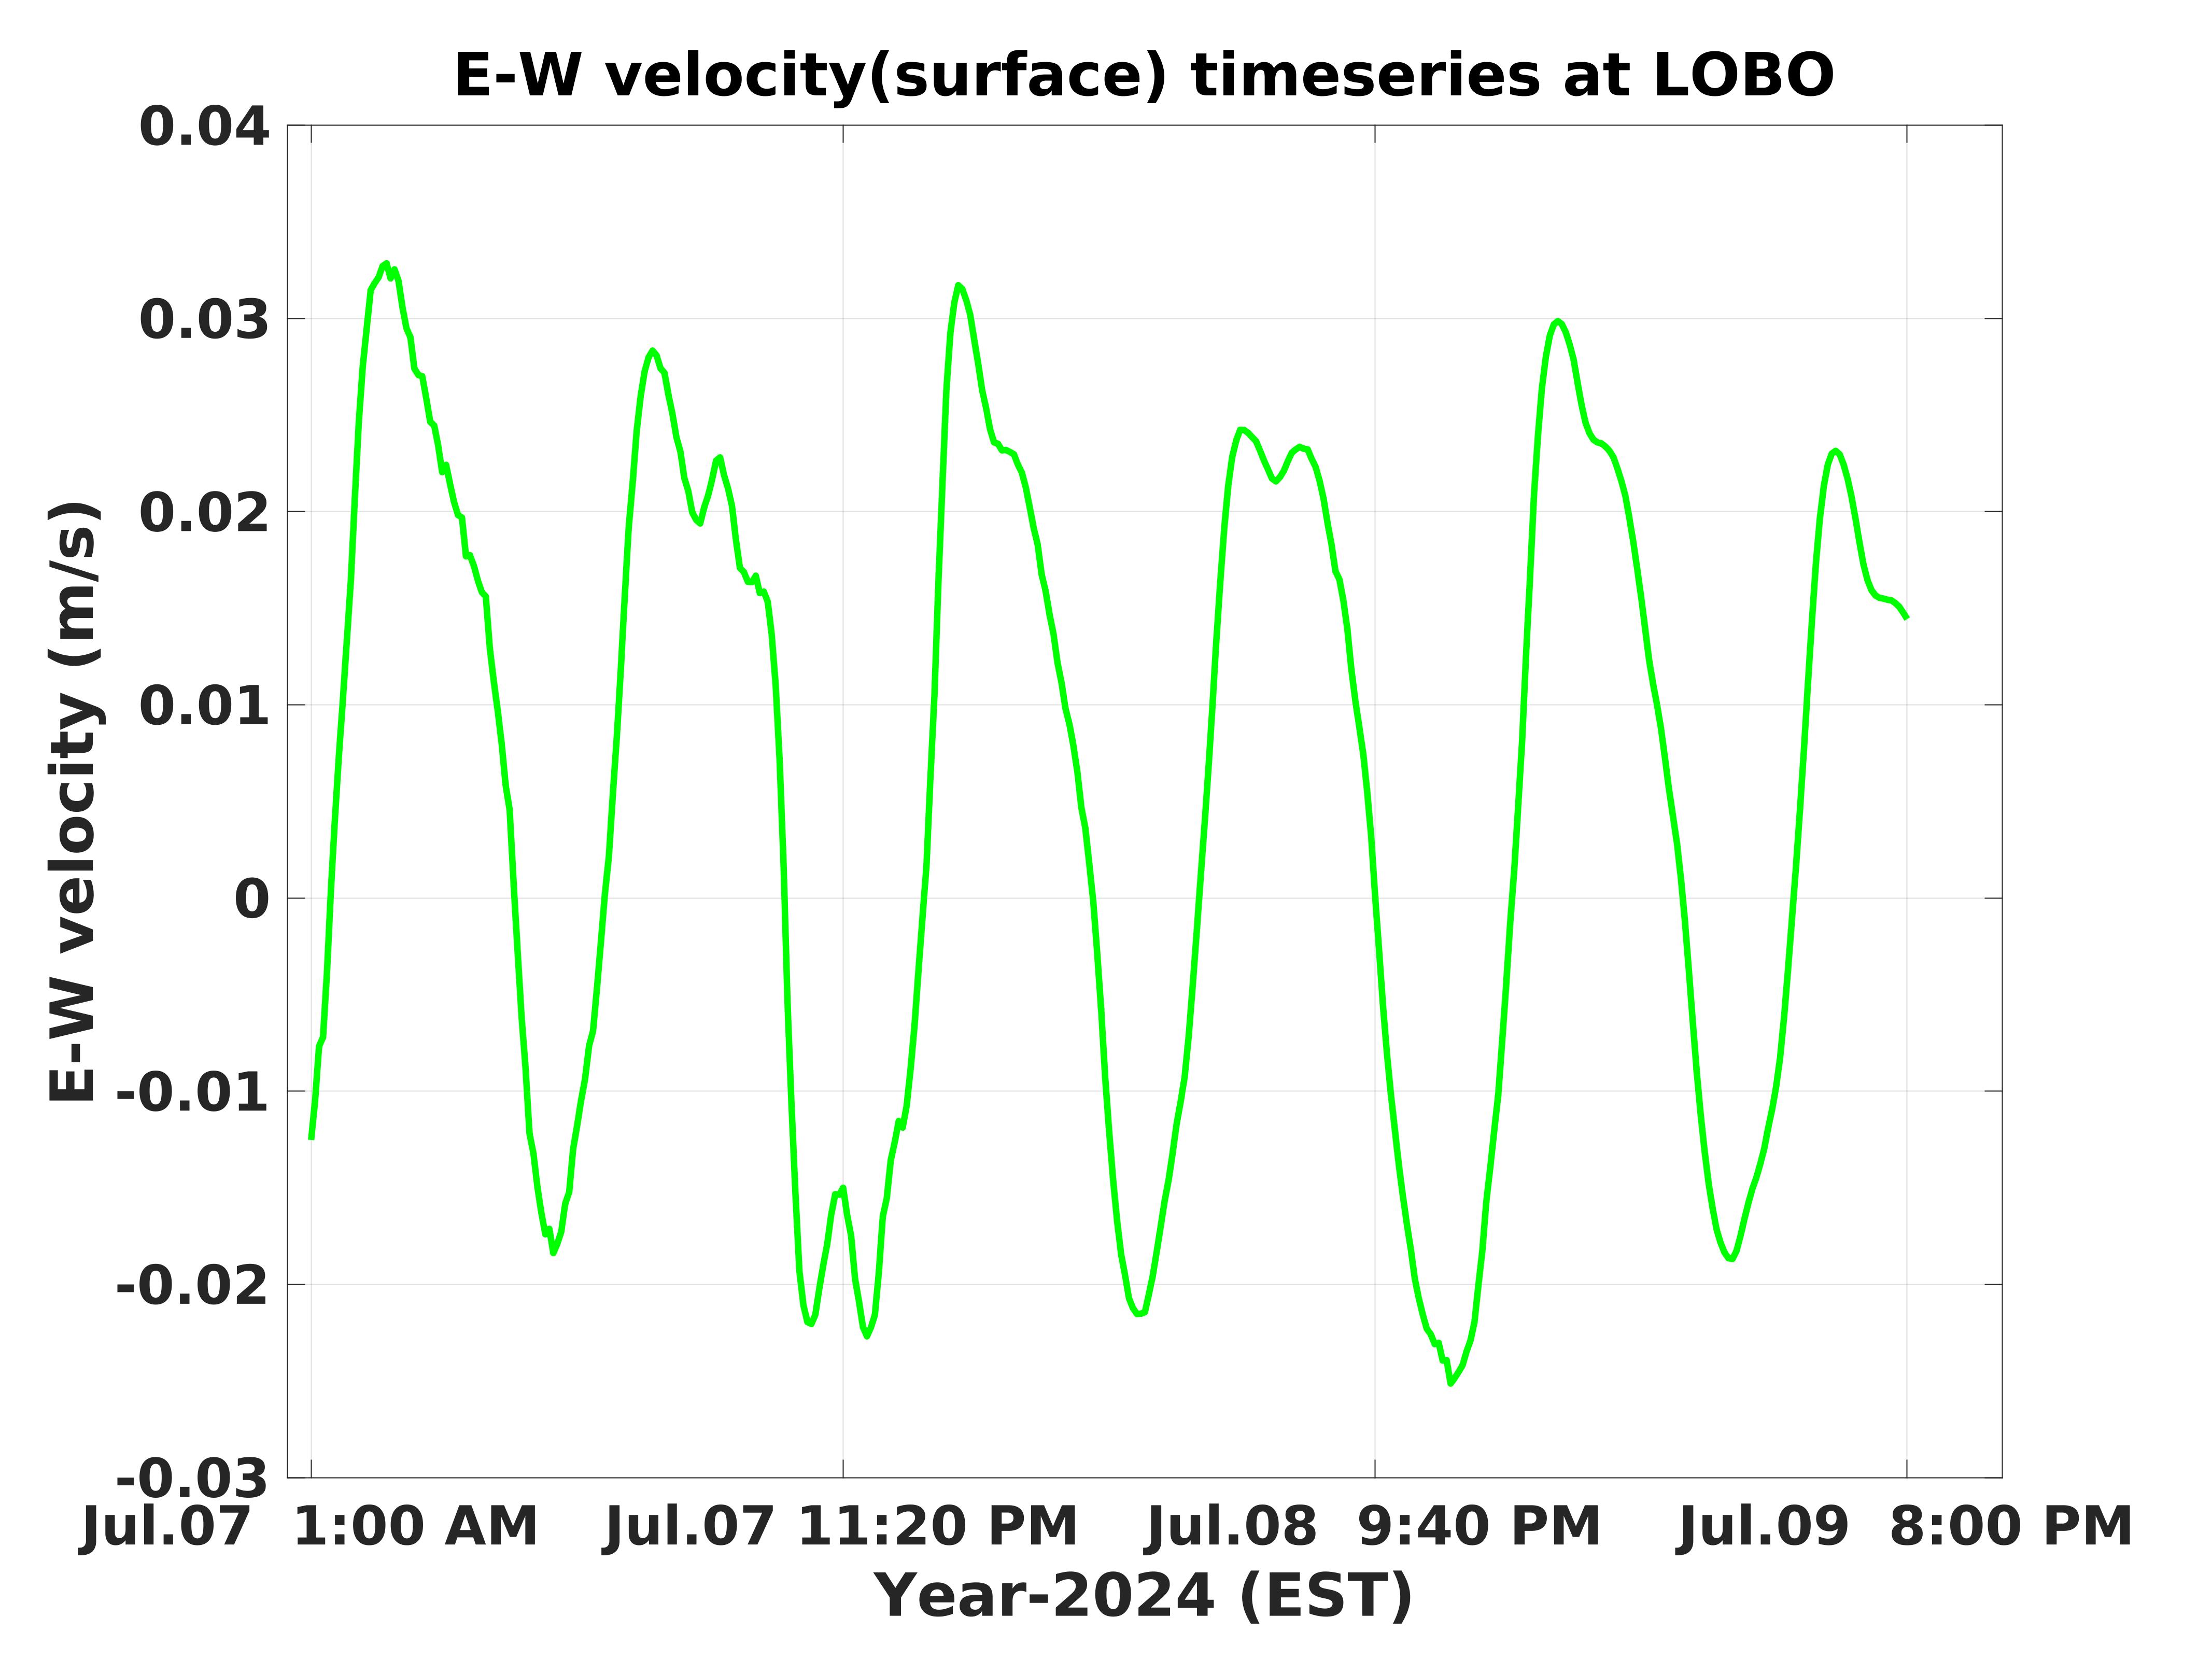 E-W velocity(surface) timeseries at LOBO
0.04
0.03
0.02
0.01
0
-0.01
-0.02
-0.03
E-W velocity (m/s)
Jul.07 1:00 AM Jul.07 11:20 PM Jul.08 9:40 PM Jul.09 8:00 PM
Year-2024 (EST)